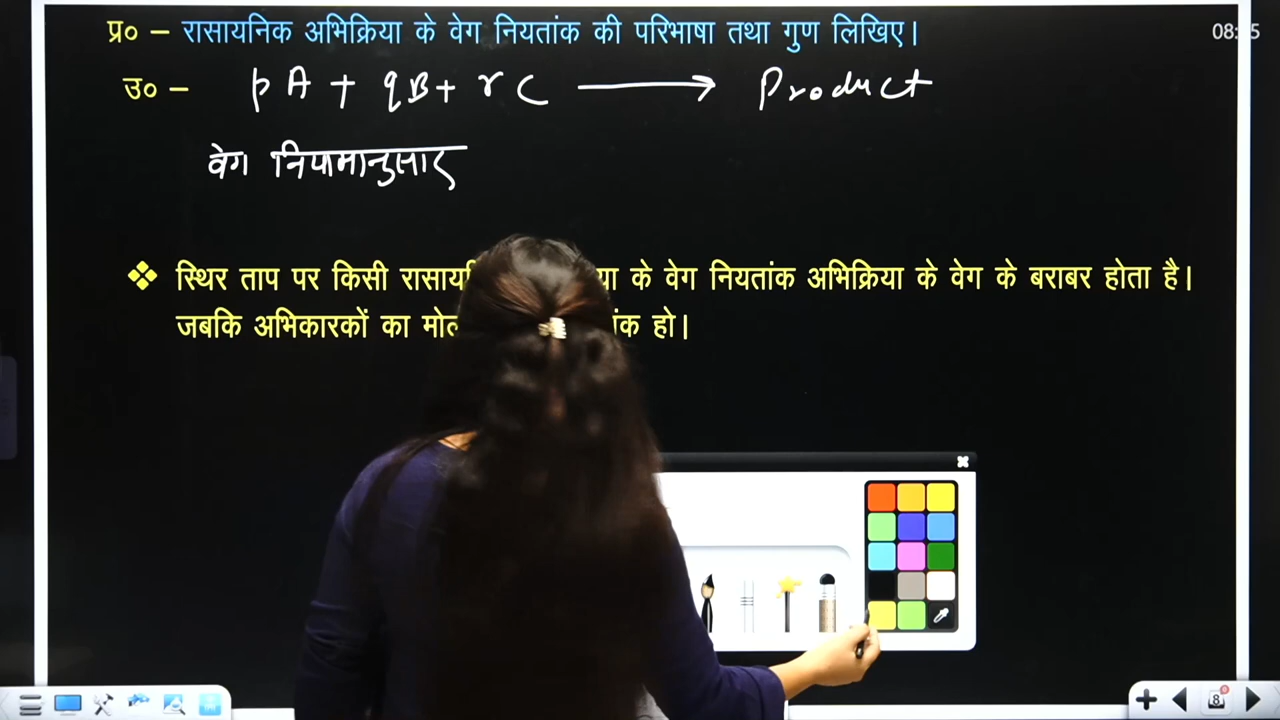 प्र० – रासायनिक अभिक्रिया के वेग नियतांक की परिभाषा तथा गुण लिखिए।
उ० – pA + qB + rC ⟶ Product
वेग नियमानुसार
❖ स्थिर ताप पर किसी के वेग नियतांक अभिक्रिया के वेग के बराबर होता है।
जबकि अभिकारकों का हो।
8